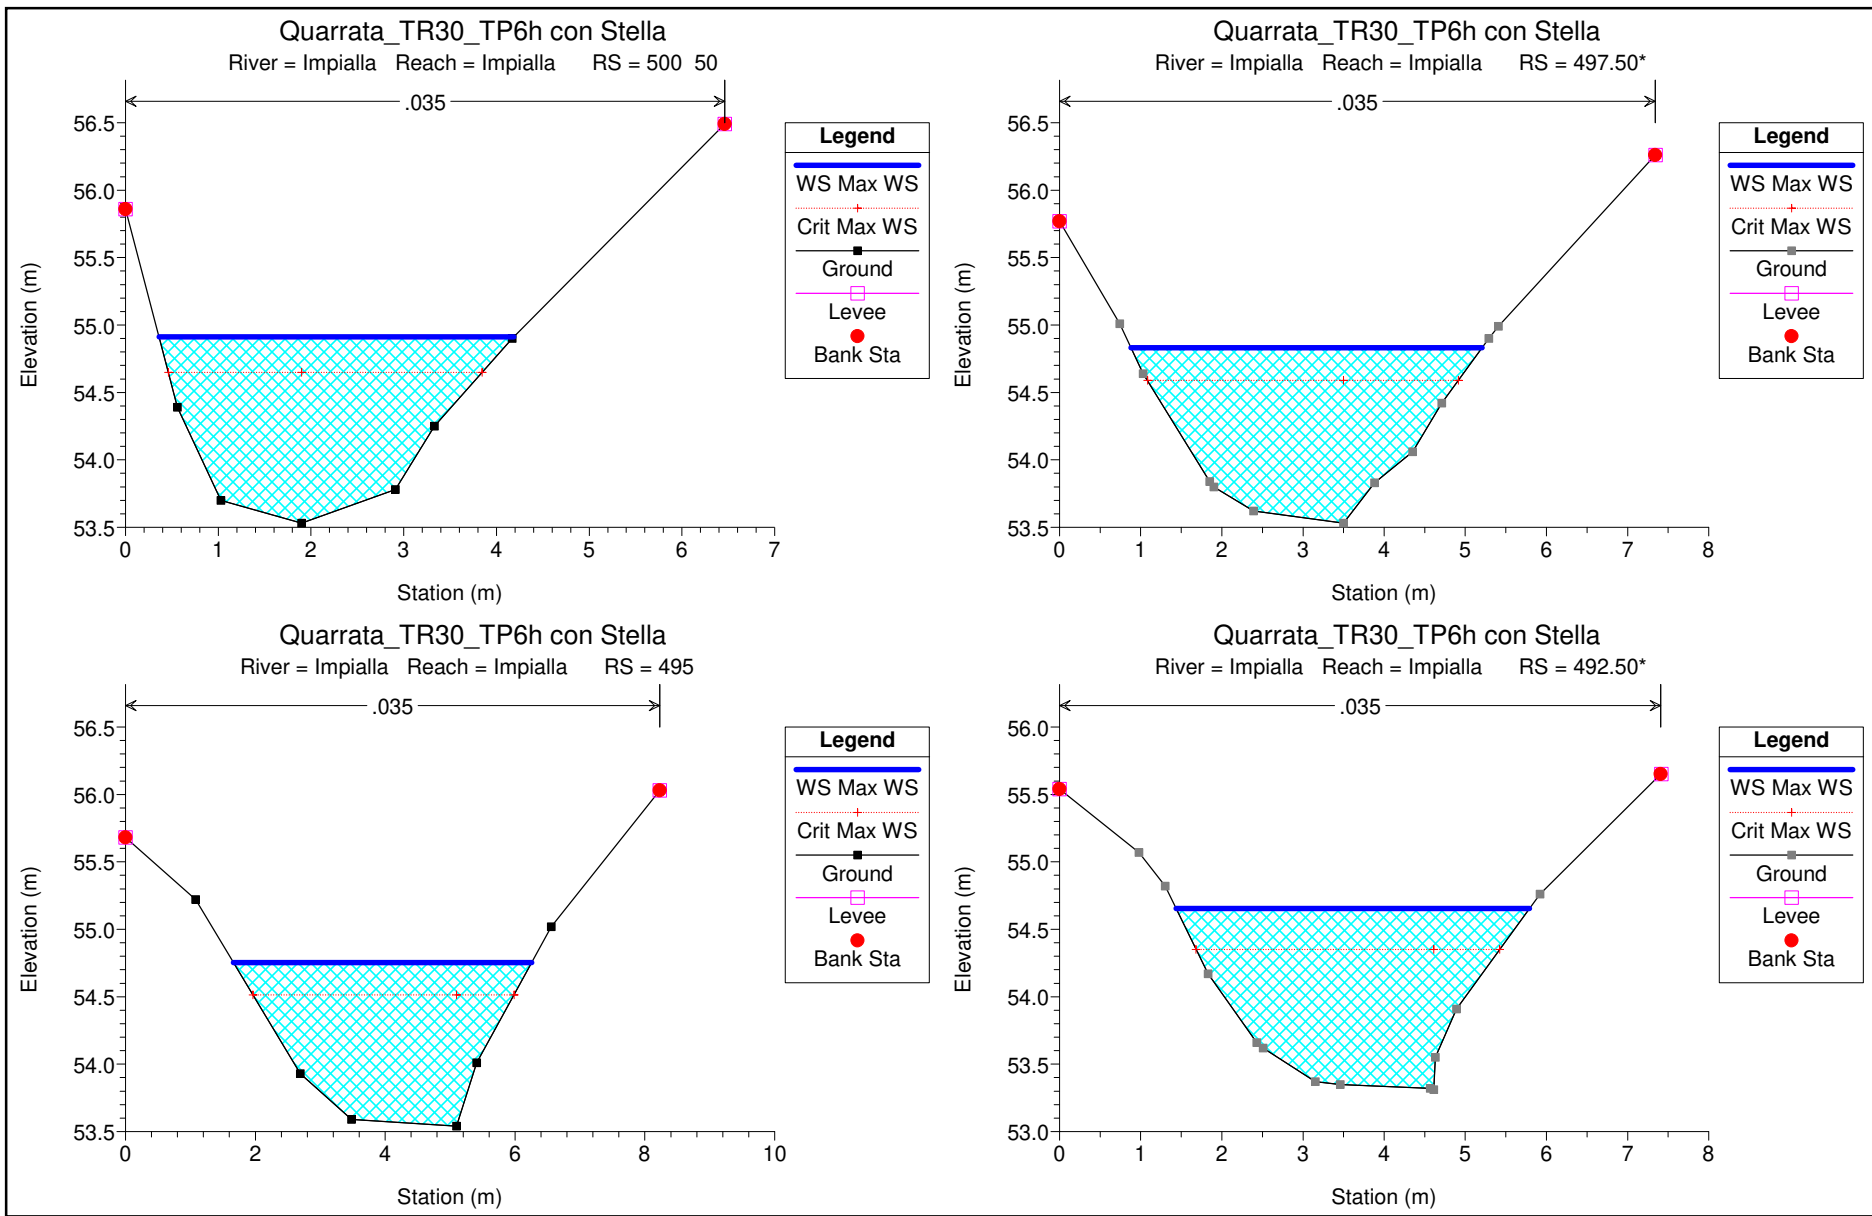 Quarrata_TR30_TP6h con Stella
River = Impialla Reach = Impialla RS = 500 50
.035
56.5
56.0
55.5
55.0
54.5
54.0
53.5
0 1 2 3 4 5 6 7
Elevation (m)
Station (m)
Legend
WS Max WS
Crit Max WS
Ground
Levee
Bank Sta
Quarrata_TR30_TP6h con Stella
River = Impialla Reach = Impialla RS = 497.50*
.035
56.5
56.0
55.5
55.0
54.5
54.0
53.5
0 1 2 3 4 5 6 7 8
Elevation (m)
Station (m)
Legend
WS Max WS
Crit Max WS
Ground
Levee
Bank Sta
Quarrata_TR30_TP6h con Stella
River = Impialla Reach = Impialla RS = 495
.035
56.5
56.0
55.5
55.0
54.5
54.0
53.5
0 2 4 6 8 10
Elevation (m)
Station (m)
Legend
WS Max WS
Crit Max WS
Ground
Levee
Bank Sta
Quarrata_TR30_TP6h con Stella
River = Impialla Reach = Impialla RS = 492.50*
.035
56.0
55.5
55.0
54.5
54.0
53.5
53.0
0 1 2 3 4 5 6 7 8
Elevation (m)
Station (m)
Legend
WS Max WS
Crit Max WS
Ground
Levee
Bank Sta